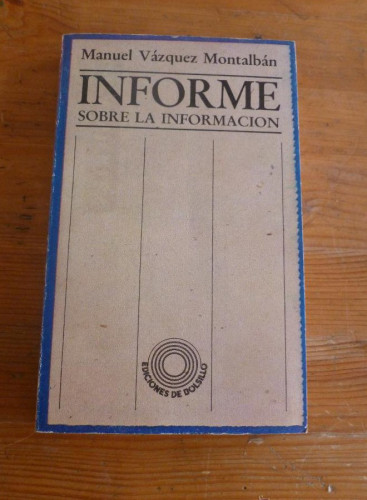 Manuel Vázquez Montalbán
INFORME
SOBRE LA INFORMACION
EDICIONES DE BOLSILLO